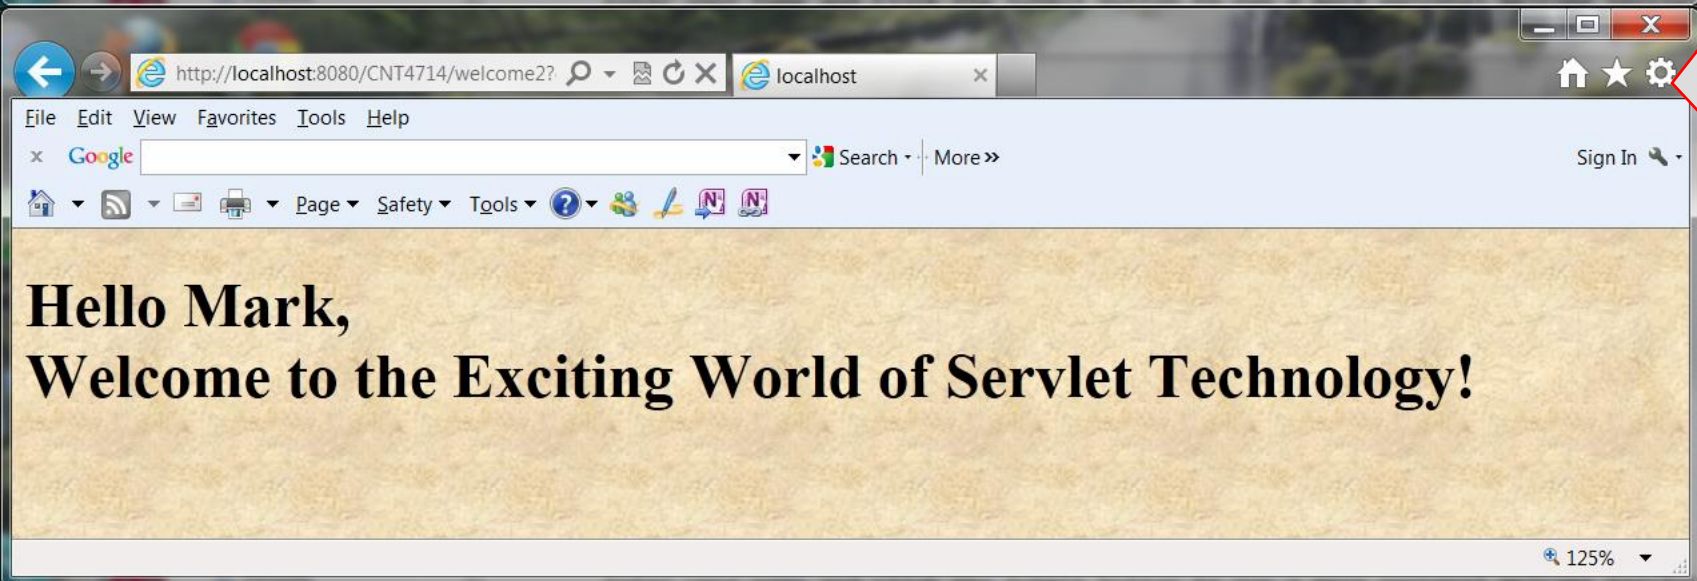 http://localhost:8080/CNT4714/welcome2?
localhost
File Edit View Favorites Tools Help
x Google Search More »
Sign In
Page Safety Tools
Hello Mark,
Welcome to the Exciting World of Servlet Technology!
125%